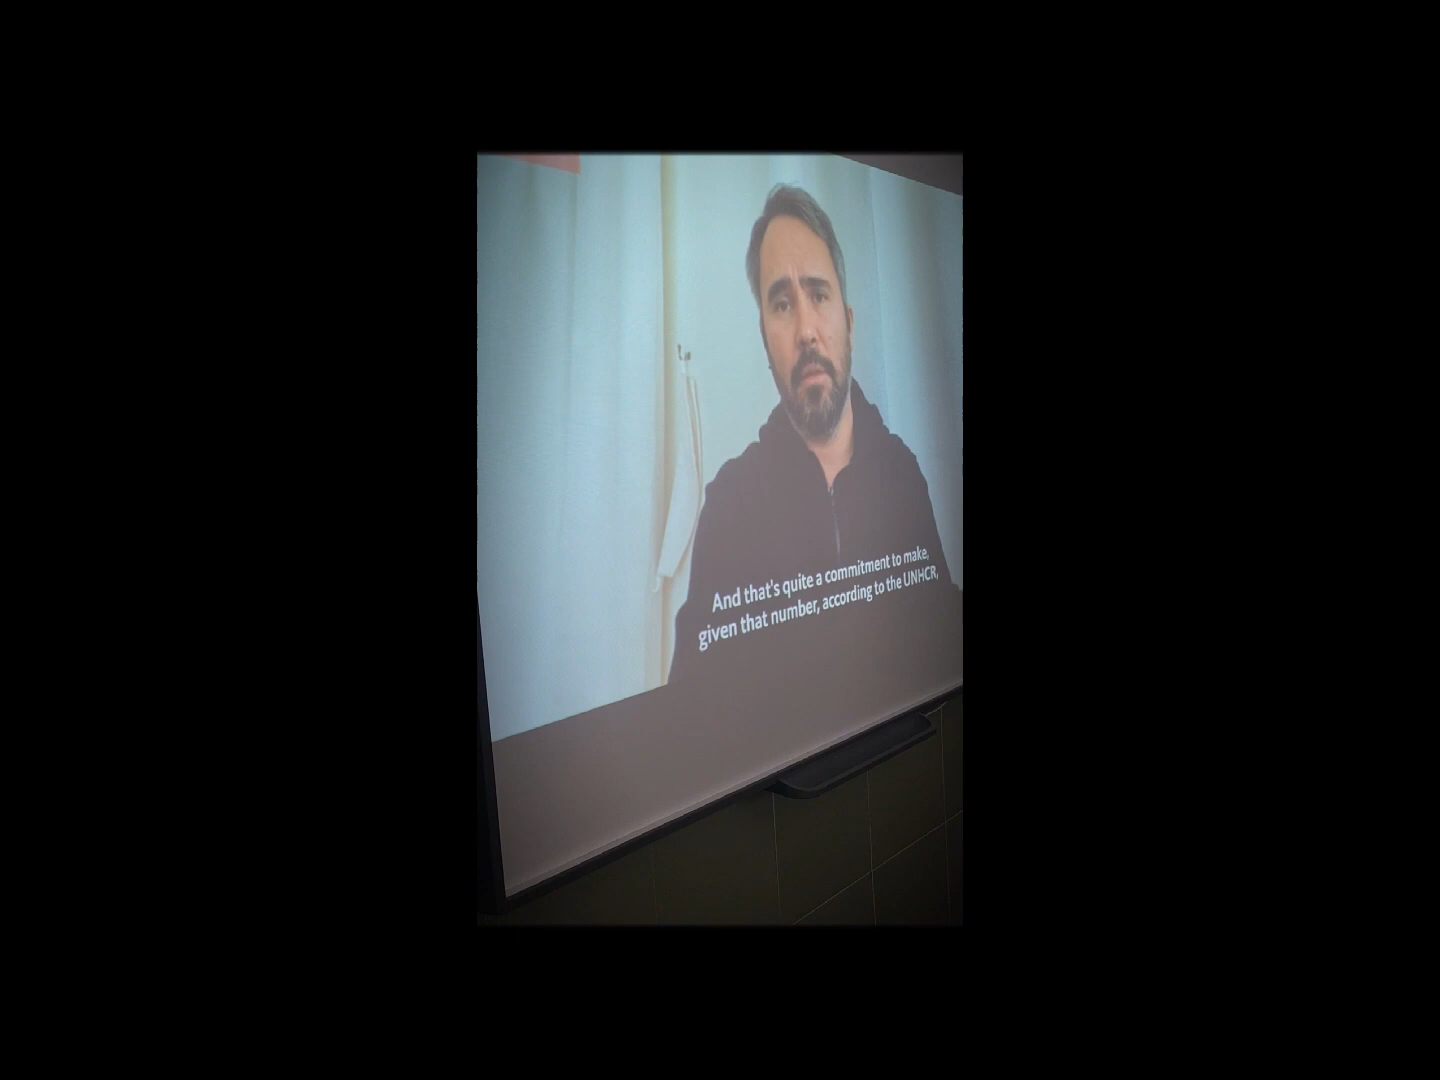 And that's quite a commitment to make,
given that number, according to the UNHCR,